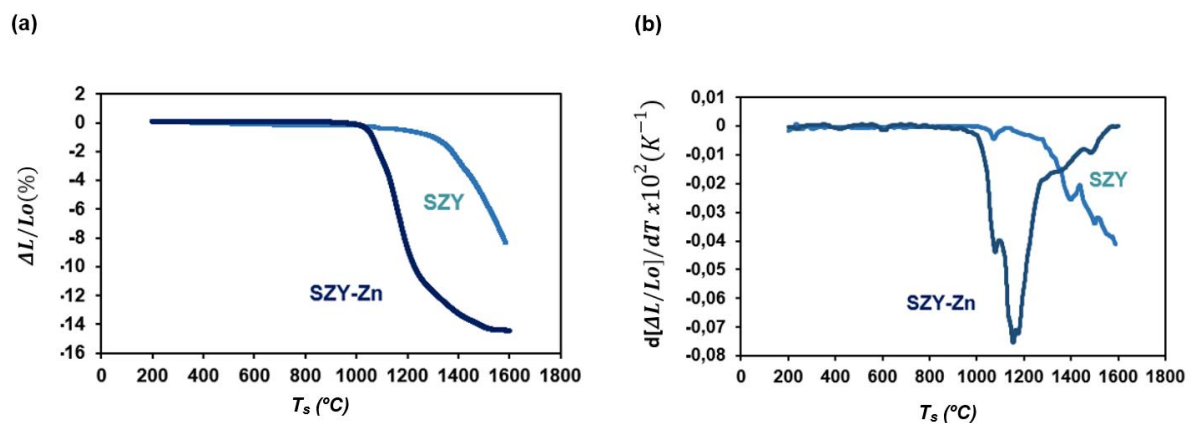 (a)
(b)
ΔL/Lo(%)
2
0
-2
-4
-6
-8
-10
-12
-14
-16
0 200 400 600 800 1000 1200 1400 1600 1800
SZY
SZY-Zn
Ts (ºC)
d[ΔL/Lo]/dT x10² (K⁻¹)
0,01
0
-0,01
-0,02
-0,03
-0,04
-0,05
-0,06
-0,07
-0,08
0 200 400 600 800 1000 1200 1400 1600 1800
SZY
SZY-Zn
Ts (ºC)